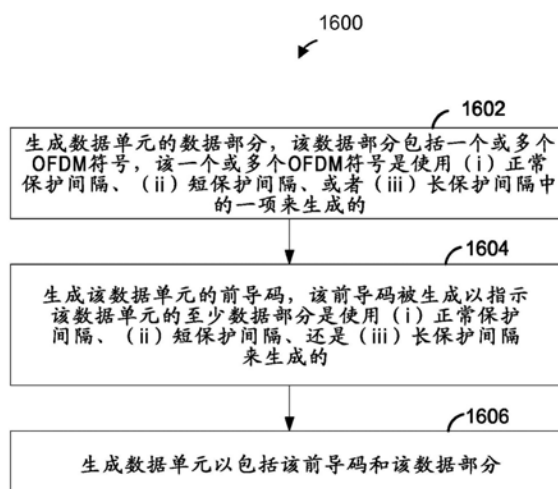 1600
1602
生成数据单元的数据部分，该数据部分包括一个或多个
OFDM符号，该一个或多个OFDM符号是使用（i）正常
保护间隔、（ii）短保护间隔、或者（iii）长保护间隔中
的一项来生成的
1604
生成该数据单元的前导码，该前导码被生成以指示
该数据单元的至少数据部分是使用（i）正常保护
间隔、（ii）短保护间隔、还是（iii）长保护间隔
来生成的
1606
生成数据单元以包括该前导码和该数据部分